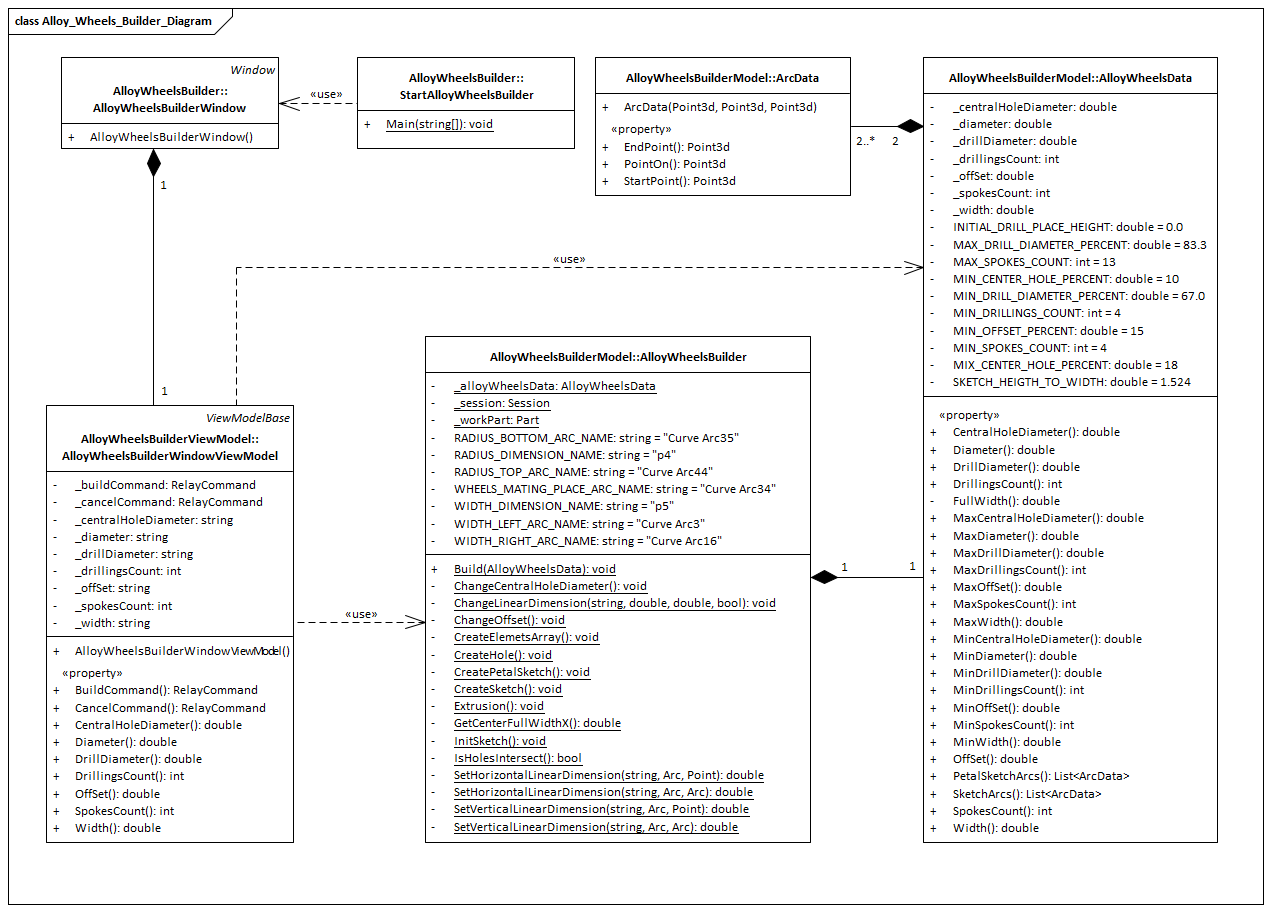 class Alloy_Wheels_Builder_Diagram
Window
AlloyWheelsBuilder::
AlloyWheelsBuilderWindow
+ AlloyWheelsBuilderWindow()
«use»
AlloyWheelsBuilder::
StartAlloyWheelsBuilder
+ Main(string[]): void
AlloyWheelsBuilderModel::ArcData
+ ArcData(Point3d, Point3d, Point3d)
«property»
+ EndPoint(): Point3d
+ PointOn(): Point3d
+ StartPoint(): Point3d
2..* 2
AlloyWheelsBuilderModel::AlloyWheelsData
- _centralHoleDiameter: double
- _diameter: double
- _drillDiameter: double
- _drillingsCount: int
- _offSet: double
- _spokesCount: int
- _width: double
- INITIAL_DRILL_PLACE_HEIGHT: double = 0.0
- MAX_DRILL_DIAMETER_PERCENT: double = 83.3
- MAX_SPOKES_COUNT: int = 13
- MIN_CENTER_HOLE_PERCENT: double = 10
- MIN_DRILL_DIAMETER_PERCENT: double = 67.0
- MIN_DRILLINGS_COUNT: int = 4
- MIN_OFFSET_PERCENT: double = 15
- MIN_SPOKES_COUNT: int = 4
- MIX_CENTER_HOLE_PERCENT: double = 18
- SKETCH_HEIGTH_TO_WIDTH: double = 1.524
«property»
+ CentralHoleDiameter(): double
+ Diameter(): double
+ DrillDiameter(): double
+ DrillingsCount(): int
- FullWidth(): double
+ MaxCentralHoleDiameter(): double
+ MaxDiameter(): double
+ MaxDrillDiameter(): double
+ MaxDrillingsCount(): int
+ MaxOffSet(): double
+ MaxSpokesCount(): int
+ MaxWidth(): double
+ MinCentralHoleDiameter(): double
+ MinDiameter(): double
+ MinDrillDiameter(): double
+ MinDrillingsCount(): int
+ MinOffSet(): double
+ MinSpokesCount(): int
+ MinWidth(): double
+ OffSet(): double
+ PetalSketchArcs(): List<ArcData>
+ SketchArcs(): List<ArcData>
+ SpokesCount(): int
+ Width(): double
1
1
«use»
ViewModelBase
AlloyWheelsBuilderViewModel::
AlloyWheelsBuilderWindowViewModel
- _buildCommand: RelayCommand
- _cancelCommand: RelayCommand
- _centralHoleDiameter: string
- _diameter: string
- _drillDiameter: string
- _drillingsCount: int
- _offSet: string
- _spokesCount: int
- _width: string
+ AlloyWheelsBuilderWindowViewModel()
«property»
+ BuildCommand(): RelayCommand
+ CancelCommand(): RelayCommand
+ CentralHoleDiameter(): double
+ Diameter(): double
+ DrillDiameter(): double
+ DrillingsCount(): int
+ OffSet(): double
+ SpokesCount(): int
+ Width(): double
«use»
AlloyWheelsBuilderModel::AlloyWheelsBuilder
- _alloyWheelsData: AlloyWheelsData
- _session: Session
- _workPart: Part
- RADIUS_BOTTOM_ARC_NAME: string = "Curve Arc35"
- RADIUS_DIMENSION_NAME: string = "p4"
- RADIUS_TOP_ARC_NAME: string = "Curve Arc44"
- WHEELS_MATING_PLACE_ARC_NAME: string = "Curve Arc34"
- WIDTH_DIMENSION_NAME: string = "p5"
- WIDTH_LEFT_ARC_NAME: string = "Curve Arc3"
- WIDTH_RIGHT_ARC_NAME: string = "Curve Arc16"
+ Build(AlloyWheelsData): void
- ChangeCentralHoleDiameter(): void
- ChangeLinearDimension(string, double, double, bool): void
- ChangeOffset(): void
- CreateElemetsArray(): void
- CreateHole(): void
- CreatePetalSketch(): void
- CreateSketch(): void
- Extrusion(): void
- GetCenterFullWidthX(): double
- InitSketch(): void
- IsHolesIntersect(): bool
- SetHorizontalLinearDimension(string, Arc, Point): double
- SetHorizontalLinearDimension(string, Arc, Arc): double
- SetVerticalLinearDimension(string, Arc, Point): double
- SetVerticalLinearDimension(string, Arc, Arc): double
1 1